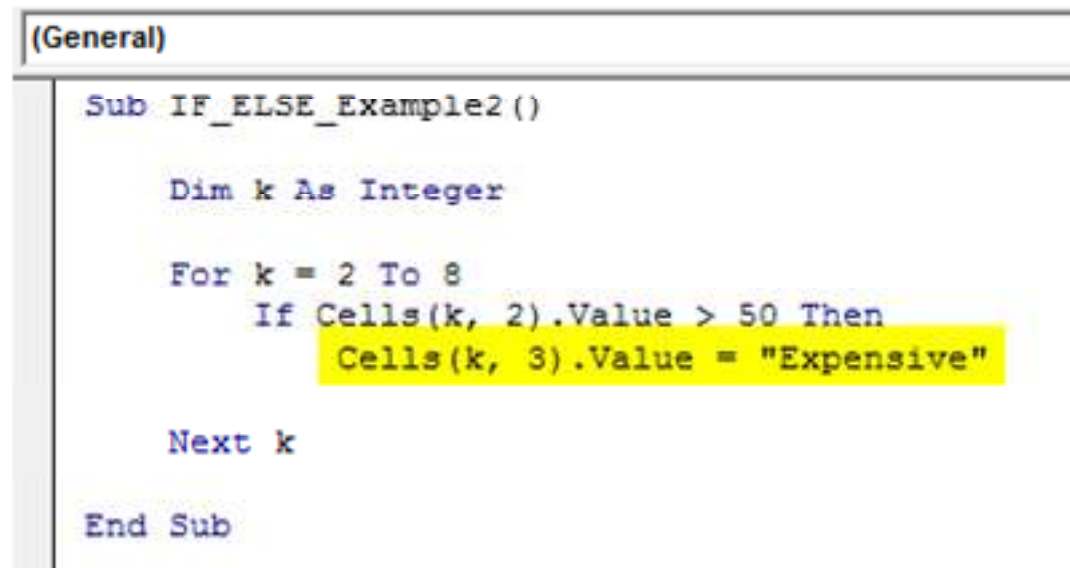 (General)
Sub IF_ELSE_Example2()
Dim k As Integer
For k = 2 To 8
If Cells(k, 2).Value > 50 Then
Cells(k, 3).Value = "Expensive"
Next k
End Sub